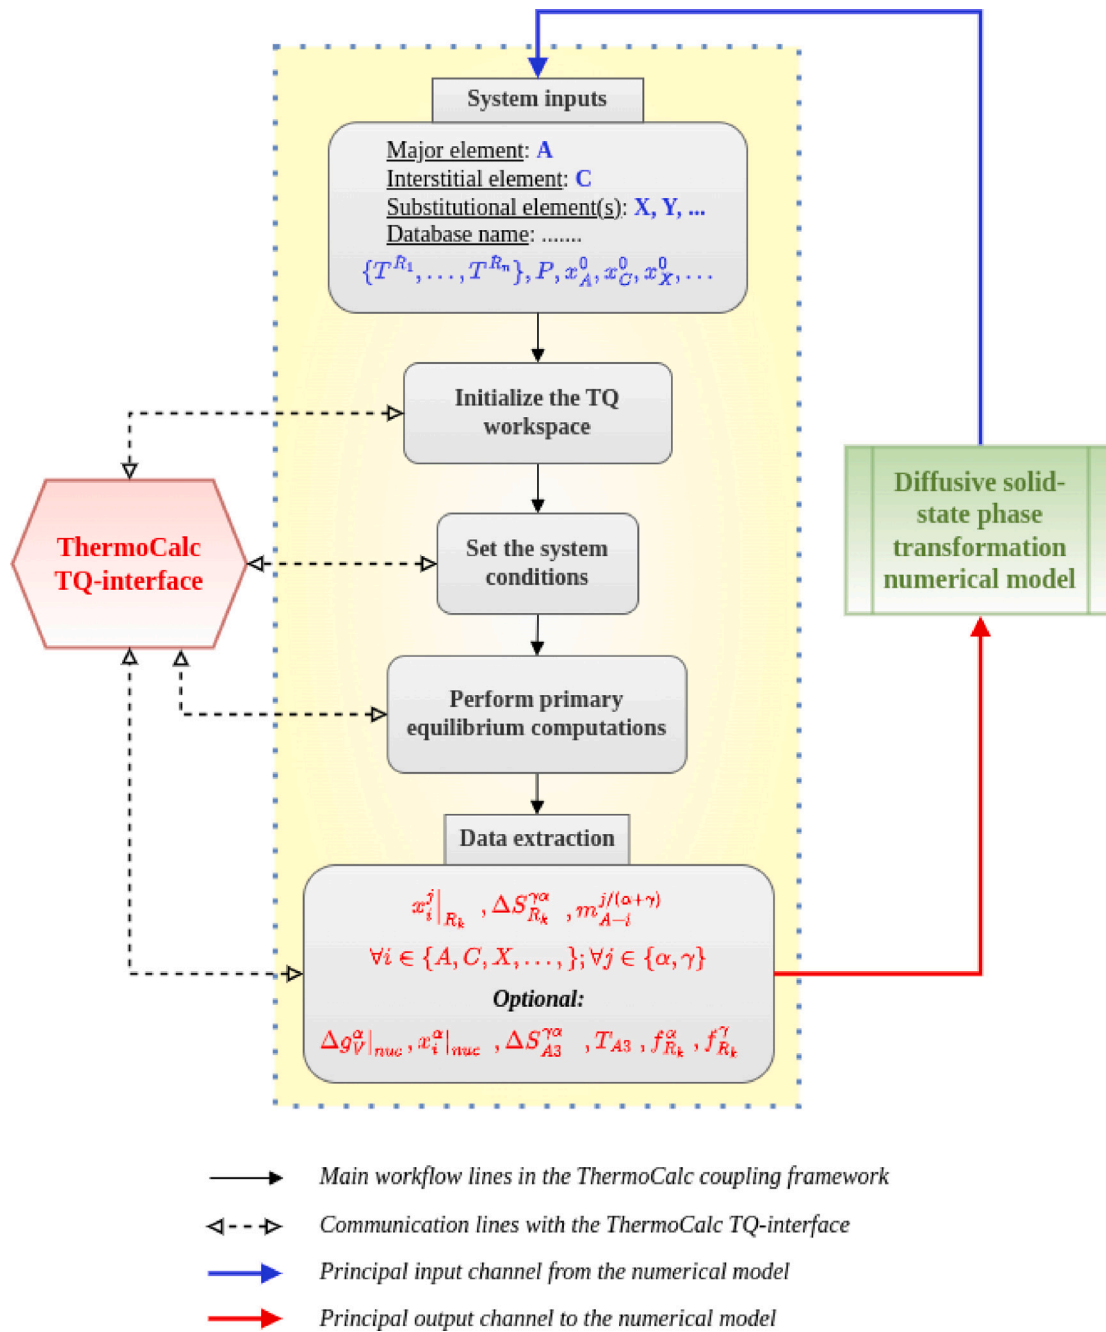 System inputs
Major element: A
Interstitial element: C
Substitutional element(s): X, Y, ...
Database name: .......
{T^{R̂_1}, . . . , T^{R̂_n}}, P, x_A^0, x_C^0, x_X^0, . . .
Initialize the TQ
workspace
ThermoCalc
TQ-interface
Set the system
conditions
Diffusive solid-
state phase
transformation
numerical model
Perform primary
equilibrium computations
Data extraction
x_i^j|_{R_k} , ΔS_{R_k}^{γα} , m_{A−i}^{j/(α+γ)}
∀i ∈ {A, C, X, . . . , }; ∀j ∈ {α, γ}
Optional:
Δg_V^α|_{nuc} , x_i^α|_{nuc} , ΔS_{A3}^{γα} , T_{A3} , f_{R_k}^α , f_{R_k}^γ
Main workflow lines in the ThermoCalc coupling framework
Communication lines with the ThermoCalc TQ-interface
Principal input channel from the numerical model
Principal output channel to the numerical model